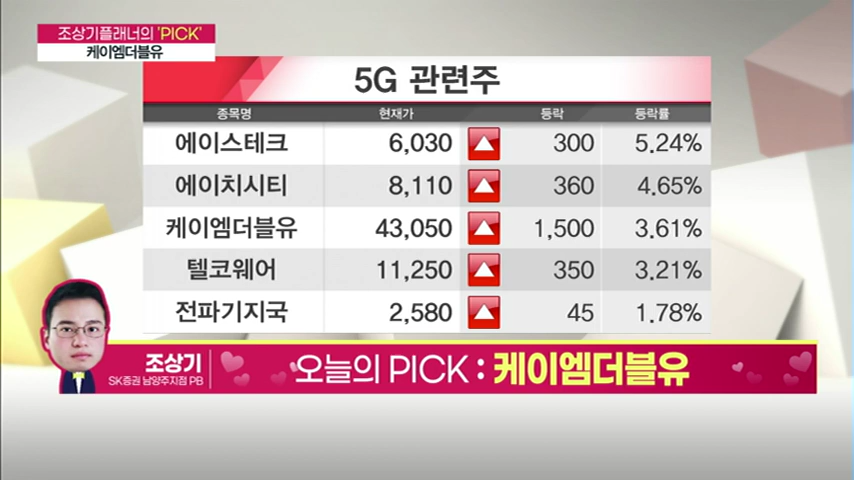 조상기플래너의 'PICK'
케이엠더블유
5G 관련주
종목명 현재가 등락 등락률
에이스테크 6,030 300 5.24%
에이치시티 8,110 360 4.65%
케이엠더블유 43,050 1,500 3.61%
텔코웨어 11,250 350 3.21%
전파기지국 2,580 45 1.78%
조상기
SK증권 남양주지점 PB
오늘의 PICK : 케이엠더블유